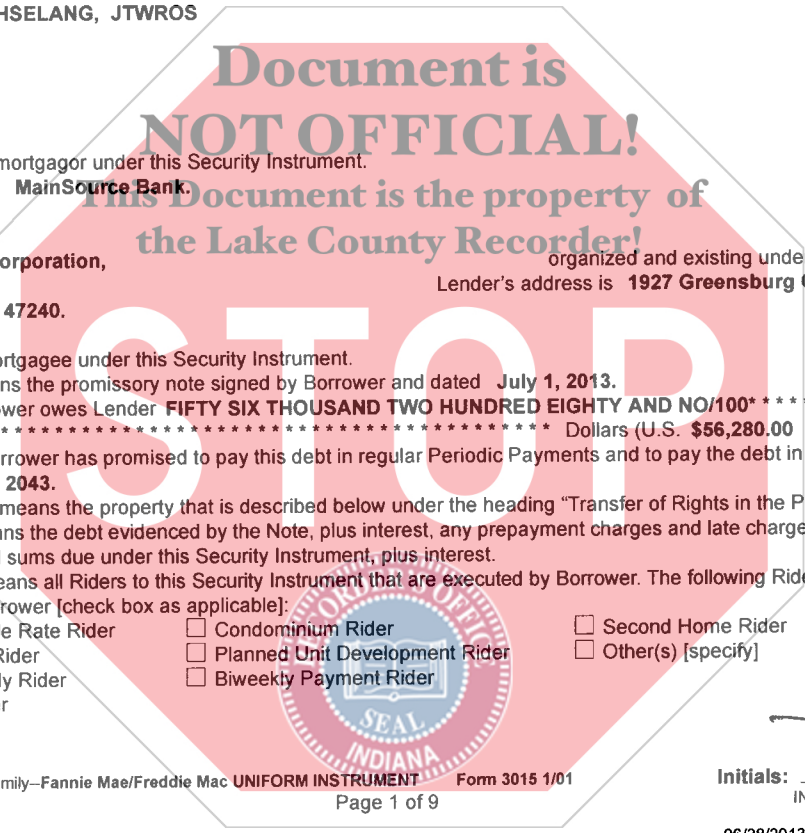 HSELANG, JTWROS
Document is
NOT OFFICIAL!
mortgagor under this Security Instrument.
MainSource Bank.
This Document is the property of
the Lake County Recorder!
orporation,
organized and existing unde
Lender's address is 1927 Greensburg
47240.
STOP
ortgagee under this Security Instrument.
ns the promissory note signed by Borrower and dated July 1, 2013.
ower owes Lender FIFTY SIX THOUSAND TWO HUNDRED EIGHTY AND NO/100* * * *
* * * * * * * * * * * * * * * * * * * * * * * * * * * * * * * * * * * * * * * * * Dollars (U.S. $56,280.00
rrower has promised to pay this debt in regular Periodic Payments and to pay the debt in
2043.
means the property that is described below under the heading “Transfer of Rights in the P
ans the debt evidenced by the Note, plus interest, any prepayment charges and late charge
sums due under this Security Instrument, plus interest.
eans all Riders to this Security Instrument that are executed by Borrower. The following Ride
rower [check box as applicable]:
e Rate Rider ☐ Condominium Rider ☐ Second Home Rider
Rider ☐ Planned Unit Development Rider ☐ Other(s) [specify]
ly Rider ☐ Biweekly Payment Rider
r
RECORDER'S OFFICE
SEAL
INDIANA
mily–Fannie Mae/Freddie Mac UNIFORM INSTRUMENT Form 3015 1/01
Initials:
IN
Page 1 of 9
06/28/2013